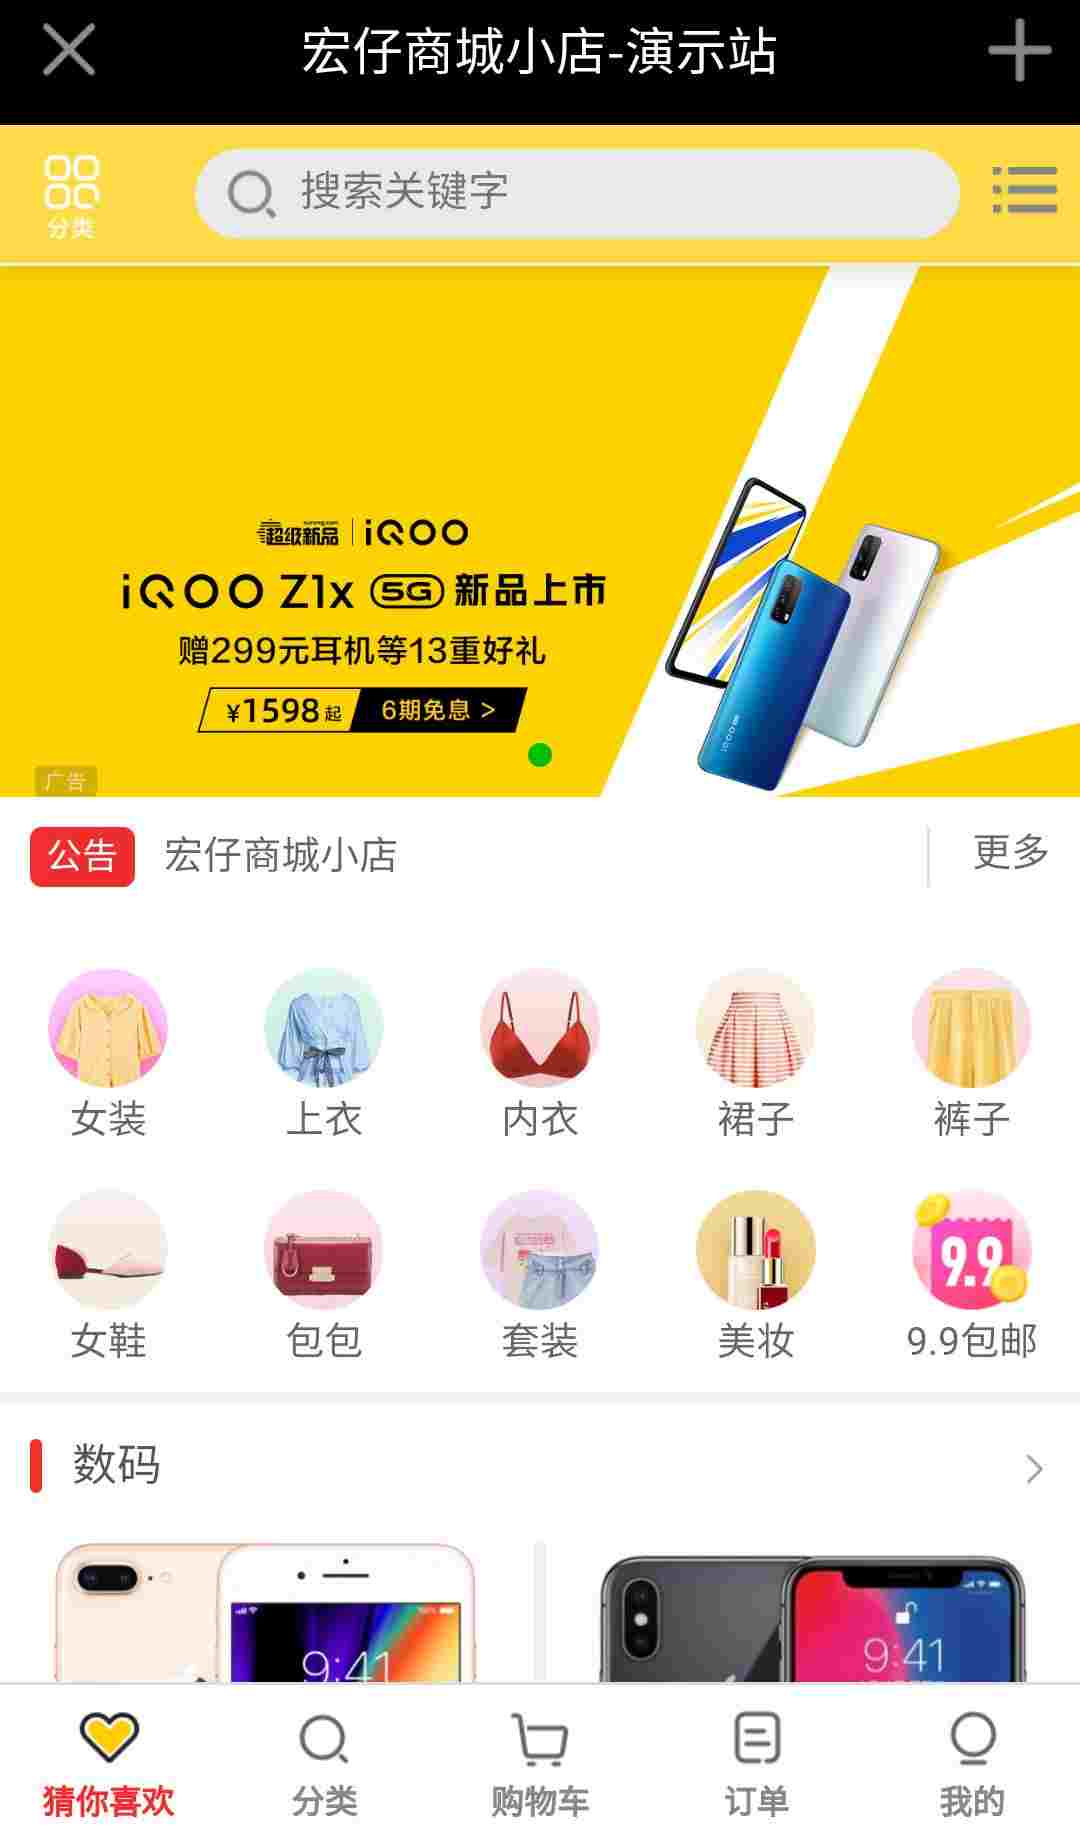 宏仔商城小店-演示站
分类
搜索关键字
超级新品 iQOO
iQOO Z1x 5G 新品上市
赠299元耳机等13重好礼
¥1598起 6期免息 >
广告
公告 宏仔商城小店 更多
女装 上衣 内衣 裙子 裤子
9.9
女鞋 包包 套装 美妆 9.9包邮
数码
9:41 9:41
猜你喜欢 分类 购物车 订单 我的